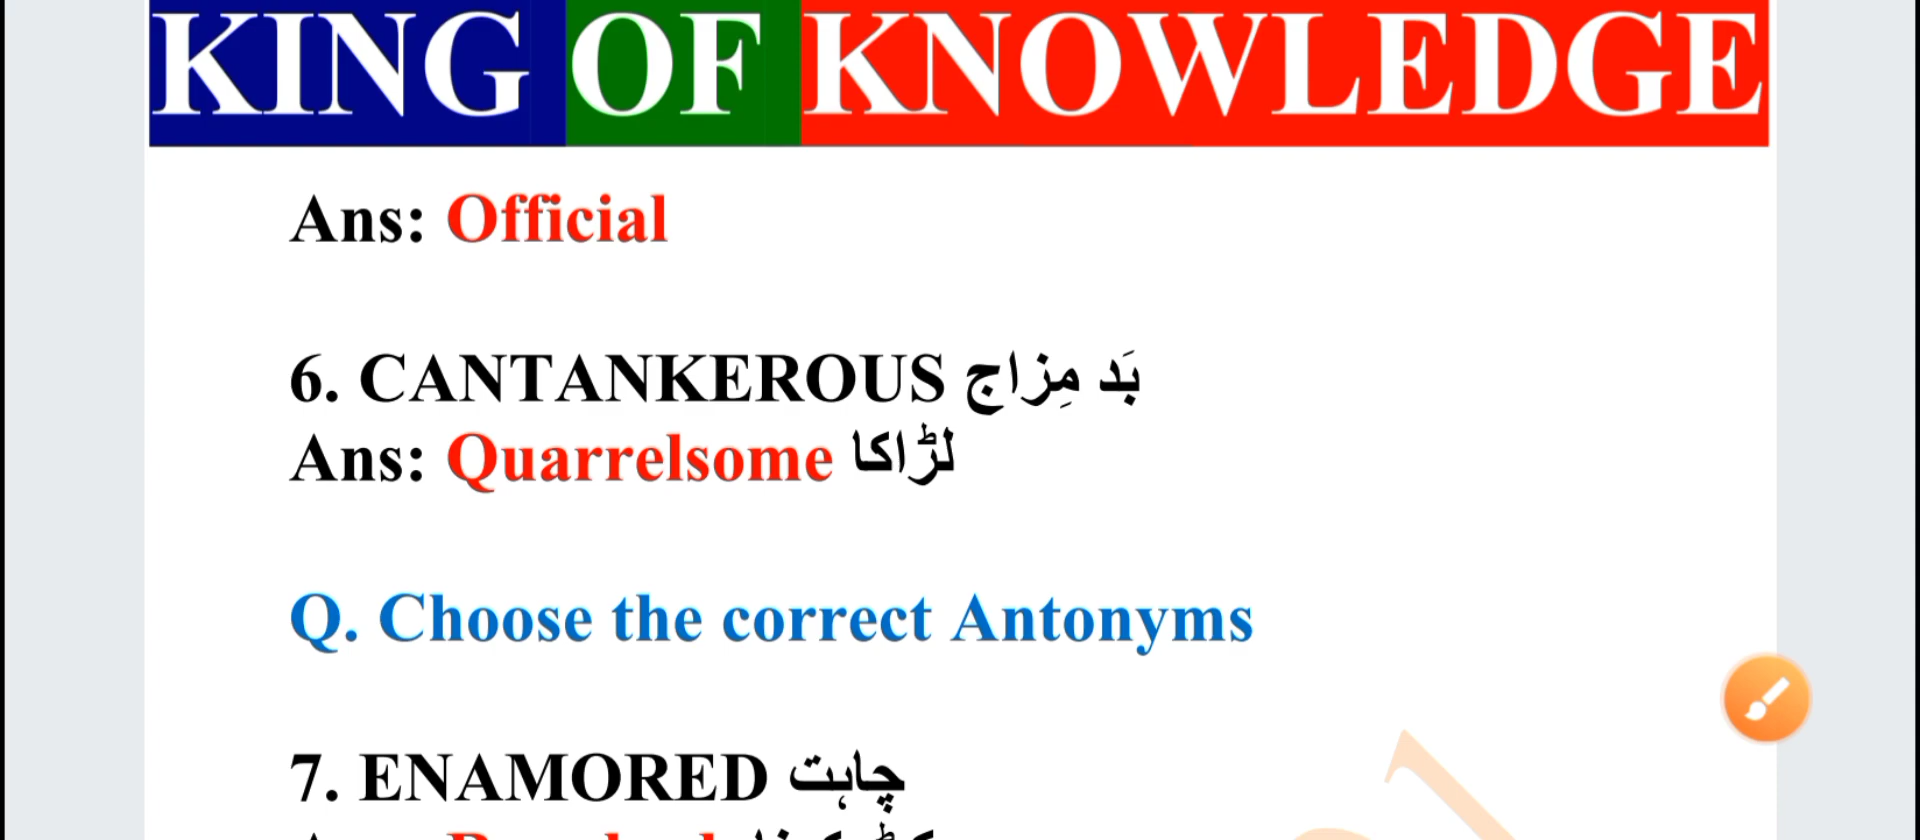 KING OF KNOWLEDGE
Ans: Official
6. CANTANKEROUS بَد مِزاج
Ans: Quarrelsome لڑاکا
Q. Choose the correct Antonyms
7. ENAMORED چاہت